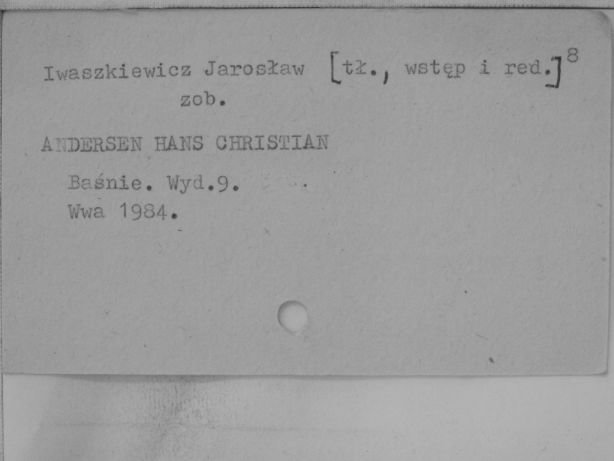 Iwaszkiewicz Jarosław [tł., wstęp i red.]8
zob.
ANDERSEN HANS CHRISTIAN
Baśnie. Wyd.9.
Wwa 1984.